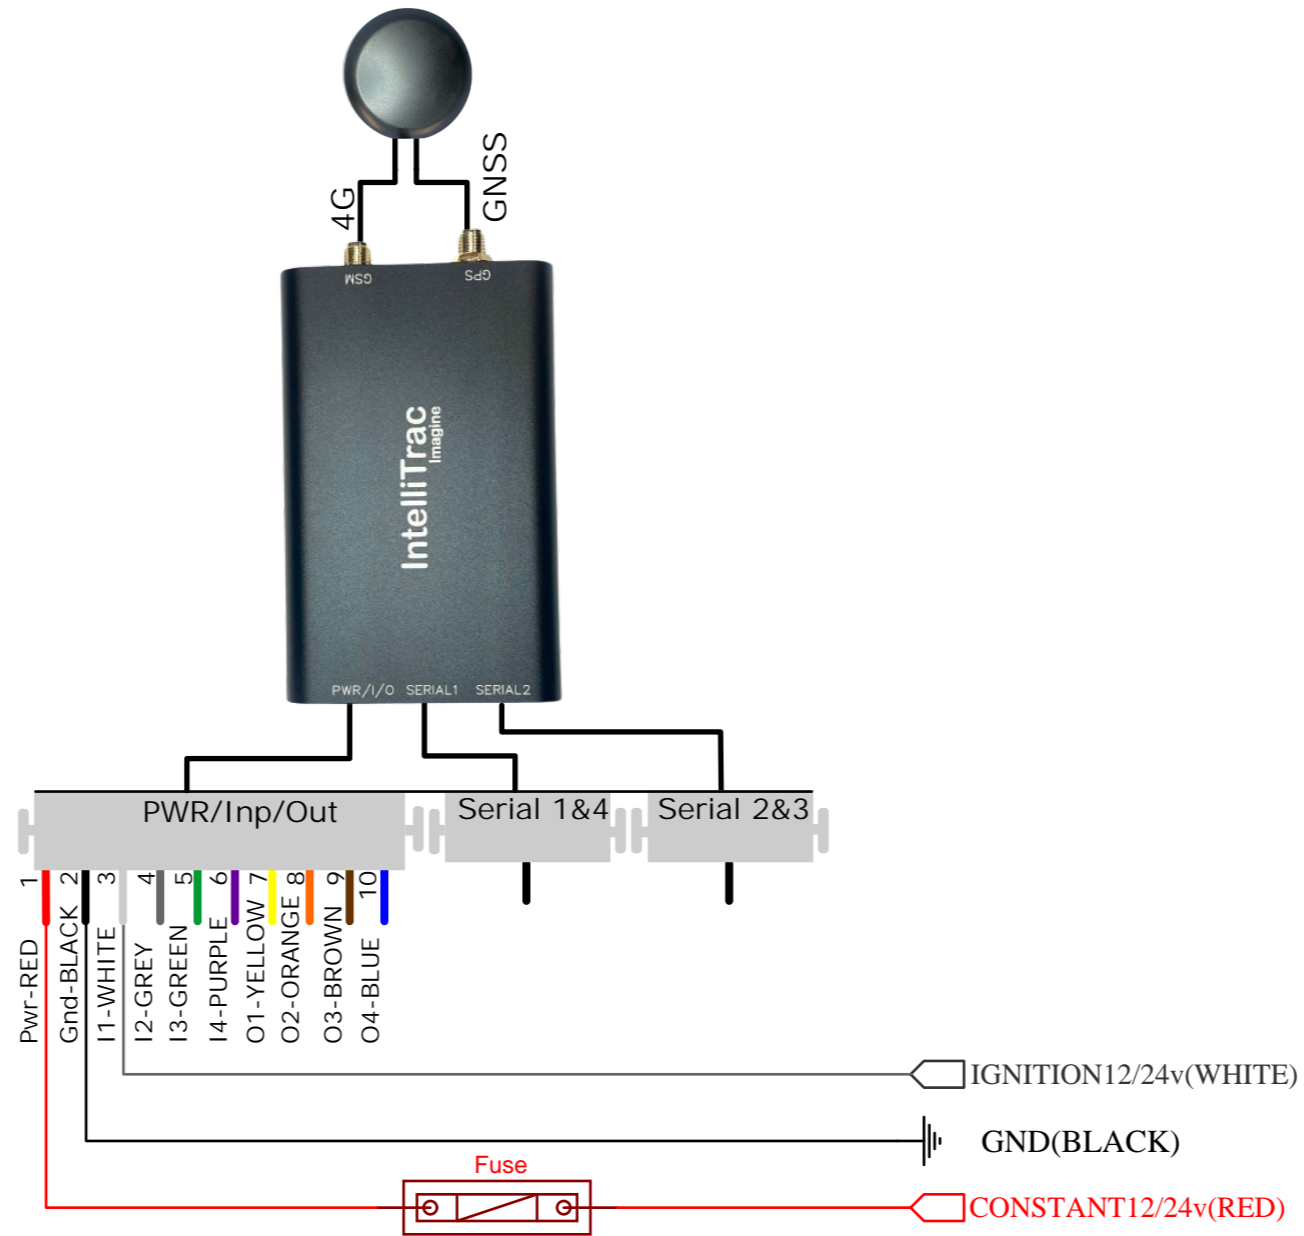 4G
GNSS
GSM
GPS
IntelliTrac
Imagine
PWR/I/O
SERIAL1
SERIAL2
PWR/Inp/Out
Serial 1&4
Serial 2&3
1
2
3
4
5
6
7
8
9
10
Pwr-RED
Gnd-BLACK
I1-WHITE
I2-GREY
I3-GREEN
I4-PURPLE
O1-YELLOW
O2-ORANGE
O3-BROWN
O4-BLUE
IGNITION12/24v(WHITE)
GND(BLACK)
Fuse
CONSTANT12/24v(RED)